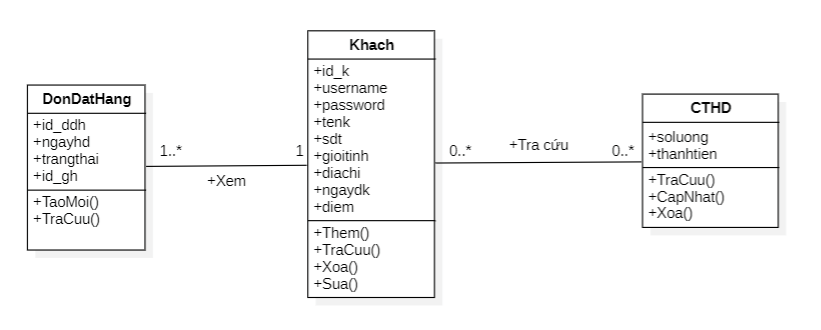 DonDatHang
+id_ddh
+ngayhd
+trangthai
+id_gh
+TaoMoi()
+TraCuu()
1..*
1
+Xem
Khach
+id_k
+username
+password
+tenk
+sdt
+gioitinh
+diachi
+ngaydk
+diem
+Them()
+TraCuu()
+Xoa()
+Sua()
0..*
+Tra cứu
0..*
CTHD
+soluong
+thanhtien
+TraCuu()
+CapNhat()
+Xoa()